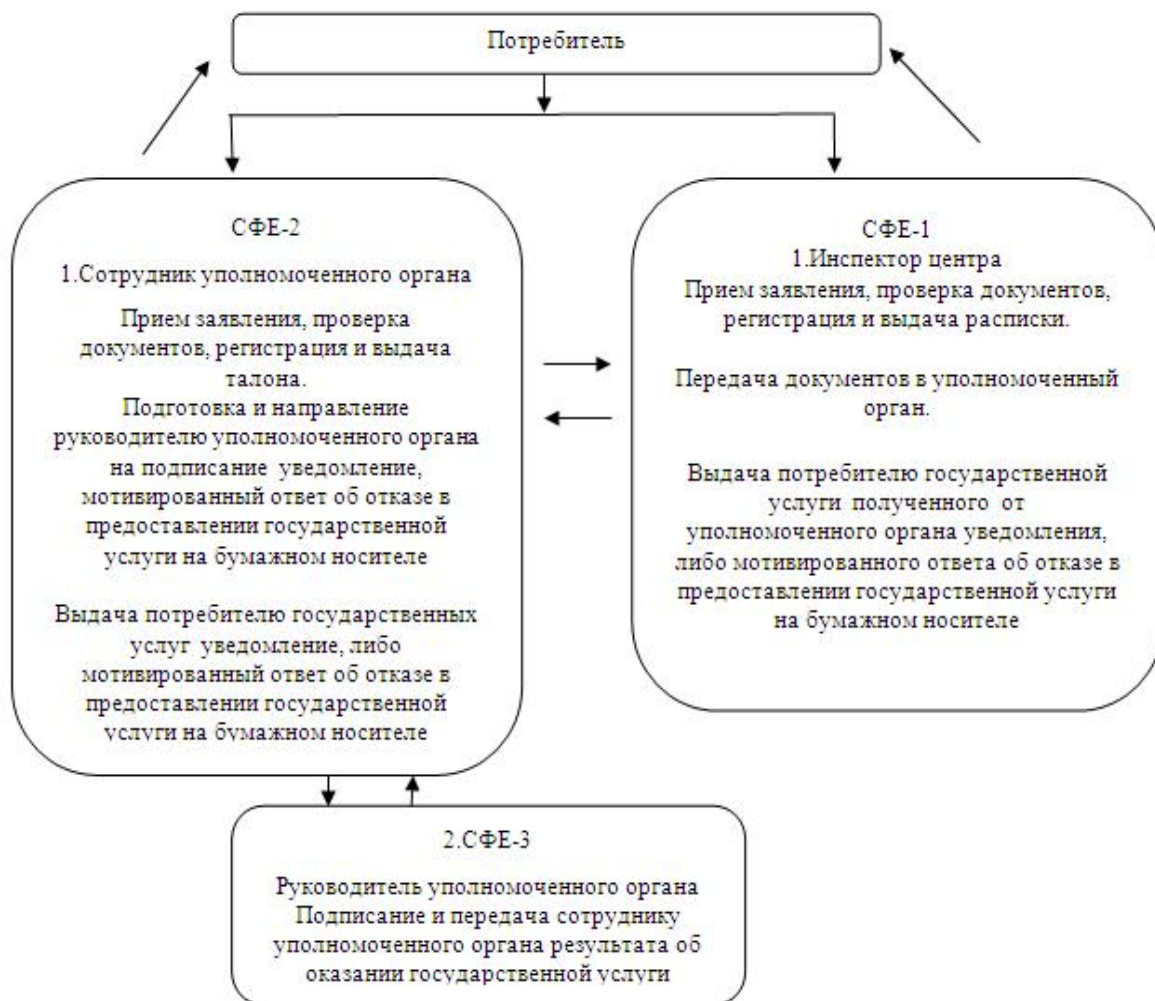 Потребитель
СФЕ-2
1.Сотрудник уполномоченного органа
Прием заявления, проверка
документов, регистрация и выдача
талона.
Подготовка и направление
руководителю уполномоченного органа
на подписание уведомление,
мотивированный ответ об отказе в
предоставлении государственной
услуги на бумажном носителе
Выдача потребителю государственных
услуг уведомление, либо
мотивированный ответ об отказе в
предоставлении государственной
услуги на бумажном носителе
СФЕ-1
1.Инспектор центра
Прием заявления, проверка документов,
регистрация и выдача расписки.
Передача документов в уполномоченный
орган.
Выдача потребителю государственной
услуги полученного от
уполномоченного органа уведомления,
либо мотивированного ответа об отказе в
предоставлении государственной услуги
на бумажном носителе
2.СФЕ-3
Руководитель уполномоченного органа
Подписание и передача сотруднику
уполномоченного органа результата об
оказании государственной услуги